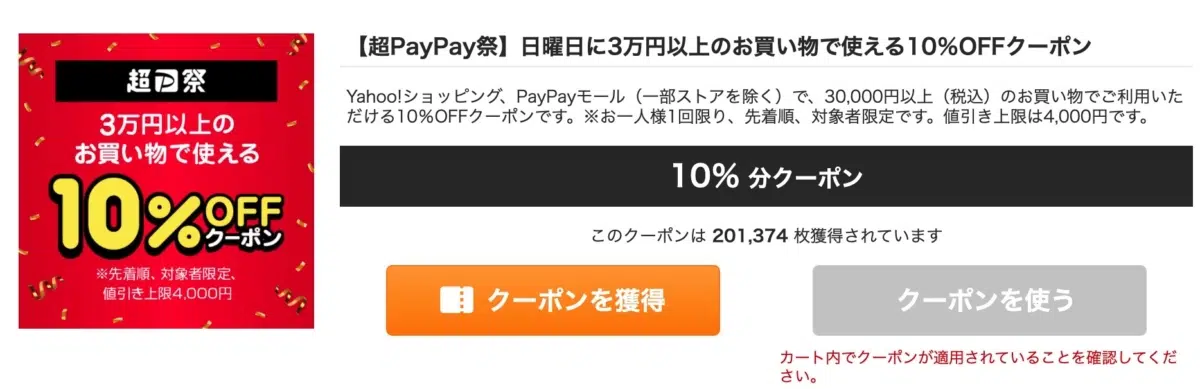 超P祭
3万円以上の
お買い物で使える
10%OFF
クーポン
※先着順、対象者限定、
値引き上限4,000円
【超PayPay祭】日曜日に3万円以上のお買い物で使える10%OFFクーポン
Yahoo!ショッピング、PayPayモール（一部ストアを除く）で、30,000円以上（税込）のお買い物でご利用いた
だける10%OFFクーポンです。※お一人様1回限り、先着順、対象者限定です。値引き上限は4,000円です。
10% 分クーポン
このクーポンは 201,374 枚獲得されています
クーポンを獲得
クーポンを使う
カート内でクーポンが適用されていることを確認してくだ
さい。